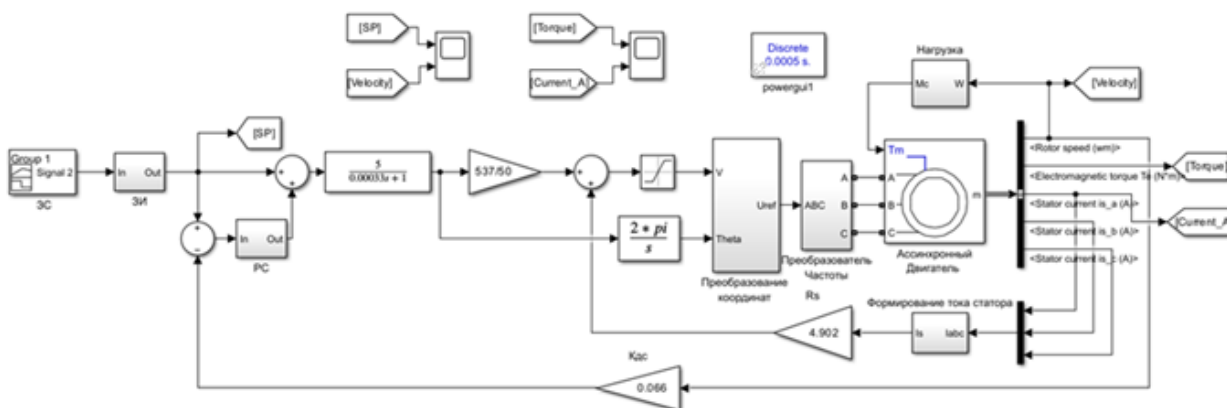 [SP]
[Velocity]
[Torque]
[Current_A]
Discrete
0.0005 s.
powergui1
Нагрузка
Mc
W
[Velocity]
[SP]
Group 1
Signal 2
ЗС
In
Out
ЗИ
5
0.00033s + 1
537/50
V
Uref
Theta
Преобразование
координат
ABC
A
B
C
Преобразователь
Частоты
Tm
A
B
C
m
Ассинхронный
Двигатель
<Rotor speed (wm)>
<Electromagnetic torque Te (N*m)>
<Stator current is_a (A)>
<Stator current is_b (A)>
<Stator current is_c (A)>
[Torque]
[Current_A
In
Out
РС
2 * pi
s
Rs
4.902
Формирование тока статора
Is
Iabc
Кдс
0.066